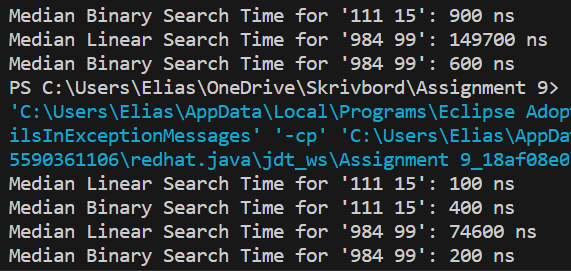 Median Binary Search Time for '111 15': 900 ns
Median Linear Search Time for '984 99': 149700 ns
Median Binary Search Time for '984 99': 600 ns
PS C:\Users\Elias\OneDrive\Skrivbord\Assignment 9>
'C:\Users\Elias\AppData\Local\Programs\Eclipse Adop
ilsInExceptionMessages' '-cp' 'C:\Users\Elias\AppDa
5590361106\redhat.java\jdt_ws\Assignment 9_18af08e0
Median Linear Search Time for '111 15': 100 ns
Median Binary Search Time for '111 15': 400 ns
Median Linear Search Time for '984 99': 74600 ns
Median Binary Search Time for '984 99': 200 ns